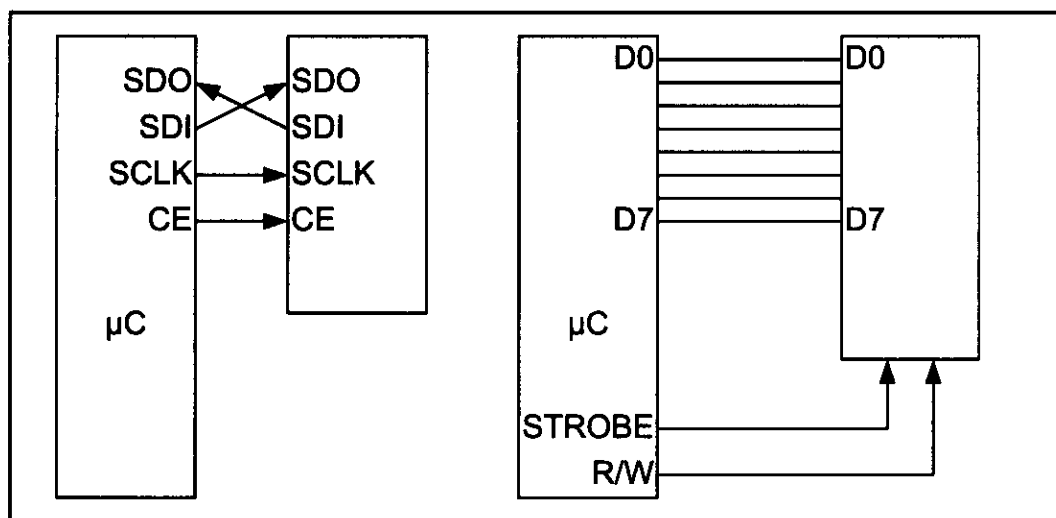 SDO SDO
SDI SDI
SCLK SCLK
CE CE
µC
D0 D0
D7 D7
µC
STROBE
R/W